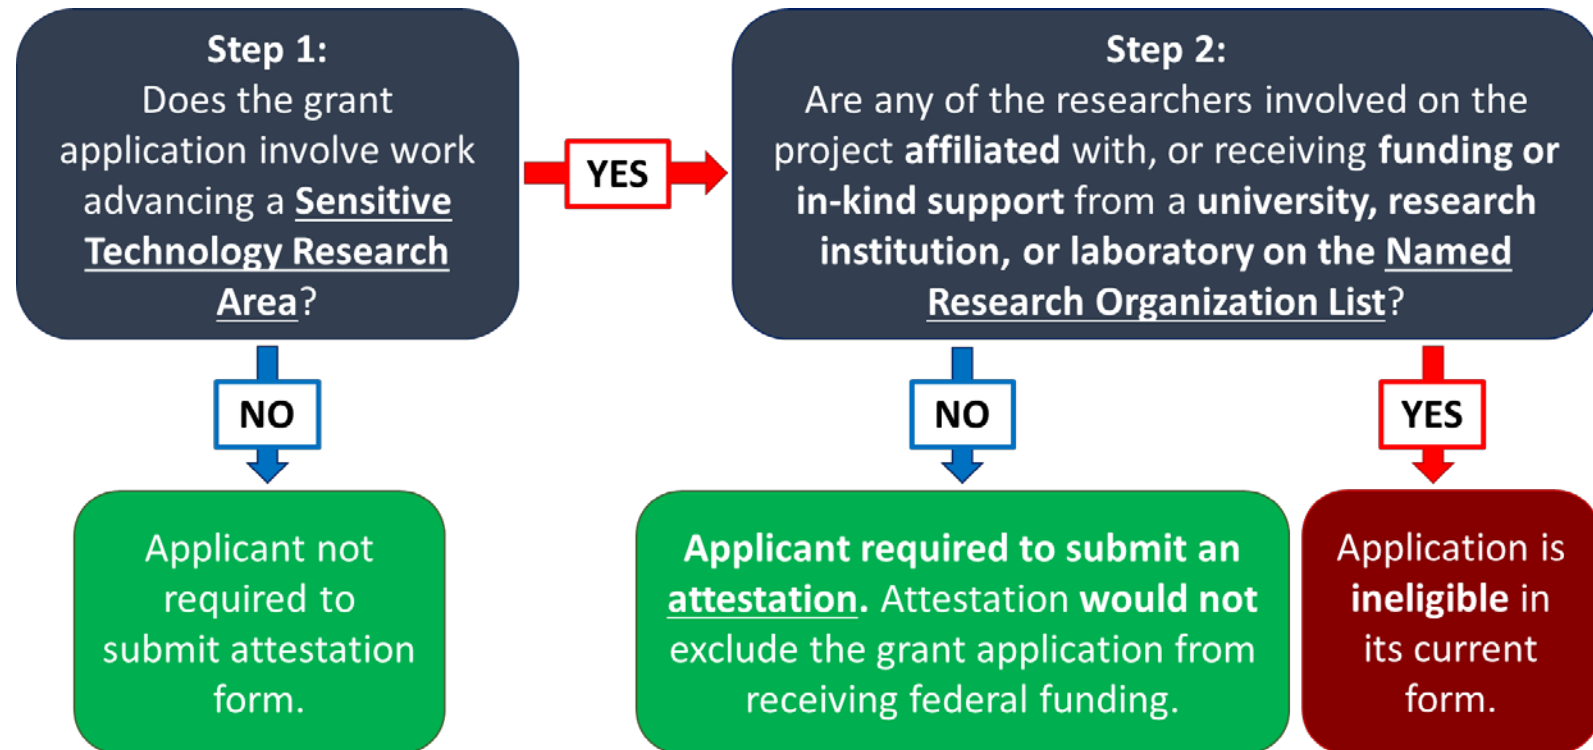 Step 1:
Does the grant
application involve work
advancing a Sensitive
Technology Research
Area?
YES
Step 2:
Are any of the researchers involved on the
project affiliated with, or receiving funding or
in-kind support from a university, research
institution, or laboratory on the Named
Research Organization List?
NO
NO
YES
Applicant not
required to
submit attestation
form.
Applicant required to submit an
attestation. Attestation would not
exclude the grant application from
receiving federal funding.
Application is
ineligible in
its current
form.